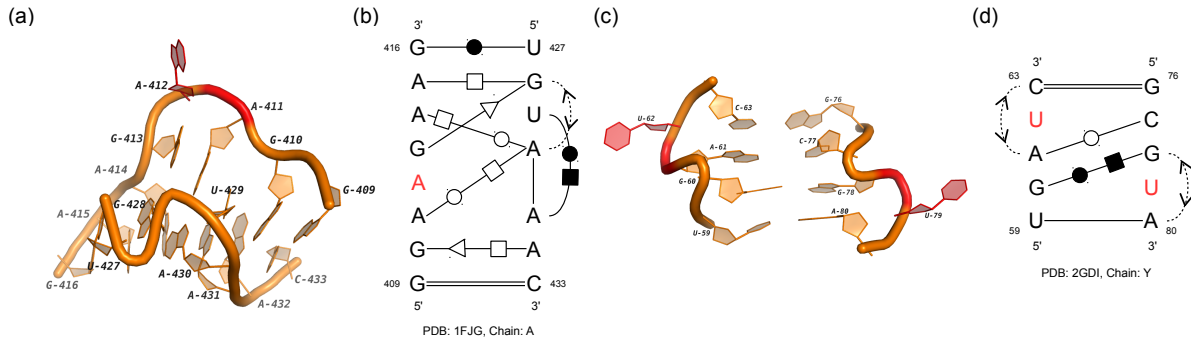 (a)
A-412
A-411
G-413
G-410
A-414
U-429
G-409
G-428
A-415
U-427
A-430
C-433
G-416
A-431
A-432
(b)
3' 5'
416 G U 427
A G
A U
G A
A
A A
G A
409 G C 433
5' 3'
PDB: 1FJG, Chain: A
(c)
G-76
C-63
U-62
C-77
A-61
G-60
G-78
A-80
U-79
U-59
(d)
3' 5'
63 C G 76
U C
A G
G U
59 U A 80
5' 3'
PDB: 2GDI, Chain: Y